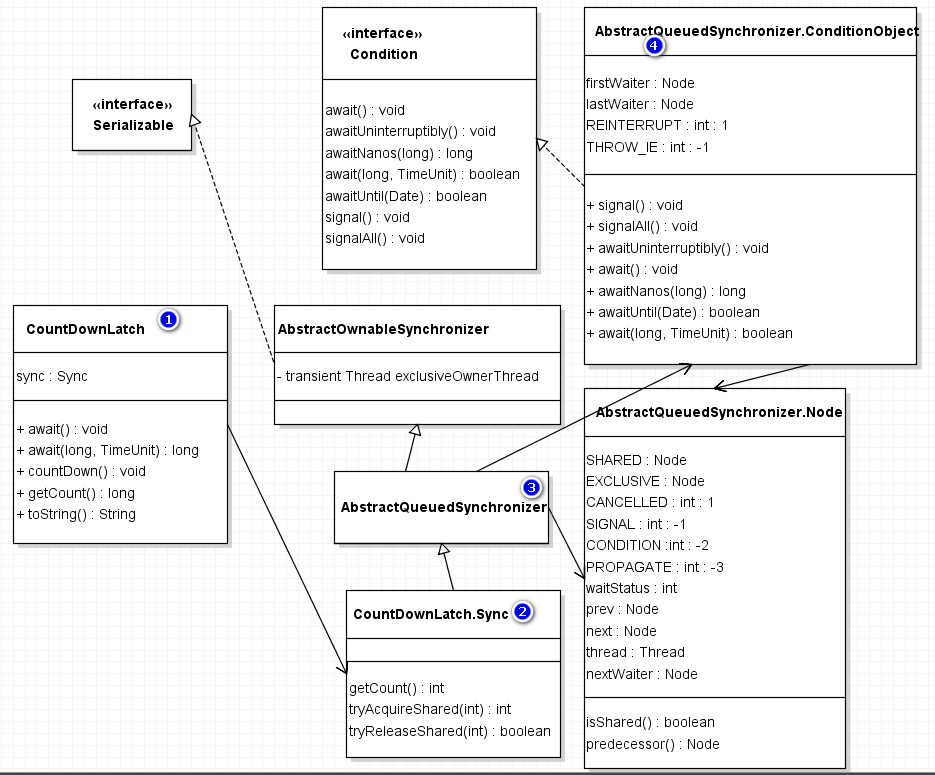 ‹‹interface››
Serializable
‹‹interface››
Condition
await() : void
awaitUninterruptibly() : void
awaitNanos(long) : long
await(long, TimeUnit) : boolean
awaitUntil(Date) : boolean
signal() : void
signalAll() : void
AbstractQueuedSynchronizer.ConditionObject
4
firstWaiter : Node
lastWaiter : Node
REINTERRUPT : int : 1
THROW_IE : int : -1
+ signal() : void
+ signalAll() : void
+ awaitUninterruptibly() : void
+ await() : void
+ awaitNanos(long) : long
+ awaitUntil(Date) : boolean
+ await(long, TimeUnit) : boolean
CountDownLatch
1
sync : Sync
+ await() : void
+ await(long, TimeUnit) : long
+ countDown() : void
+ getCount() : long
+ toString() : String
AbstractOwnableSynchronizer
- transient Thread exclusiveOwnerThread
3
AbstractQueuedSynchronizer
CountDownLatch.Sync
2
getCount() : int
tryAcquireShared(int) : int
tryReleaseShared(int) : boolean
AbstractQueuedSynchronizer.Node
SHARED : Node
EXCLUSIVE : Node
CANCELLED : int : 1
SIGNAL : int : -1
CONDITION :int : -2
PROPAGATE : int : -3
waitStatus : int
prev : Node
next : Node
thread : Thread
nextWaiter : Node
isShared() : boolean
predecessor() : Node